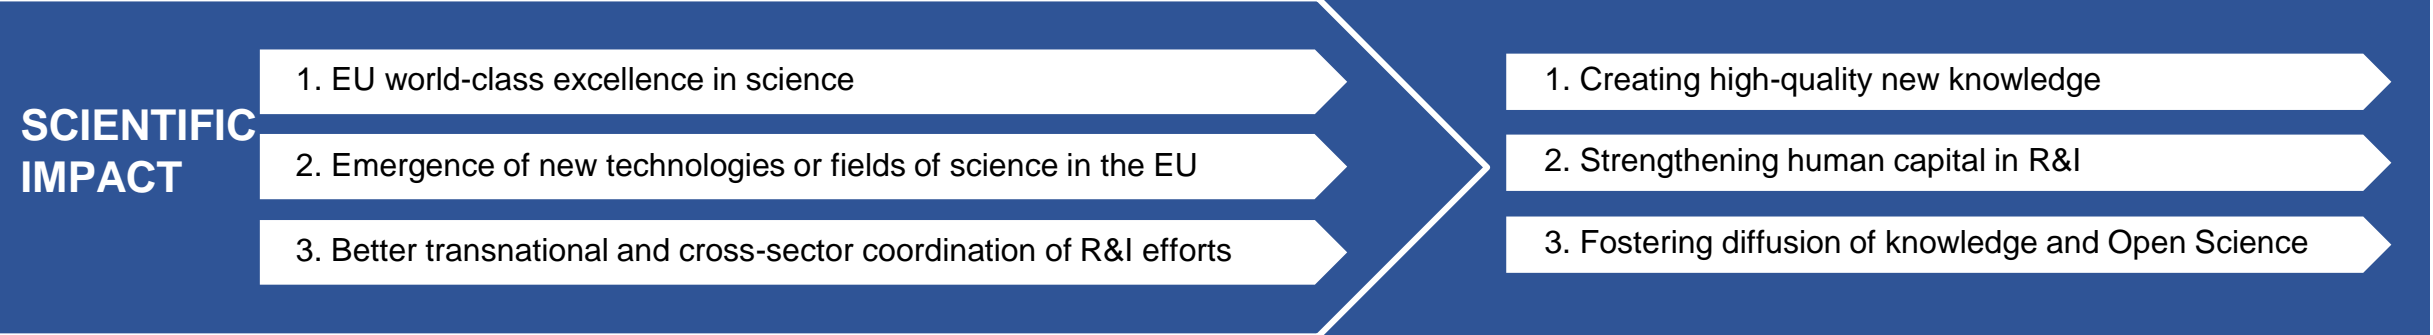 SCIENTIFIC
IMPACT
1. EU world-class excellence in science
2. Emergence of new technologies or fields of science in the EU
3. Better transnational and cross-sector coordination of R&I efforts
1. Creating high-quality new knowledge
2. Strengthening human capital in R&I
3. Fostering diffusion of knowledge and Open Science